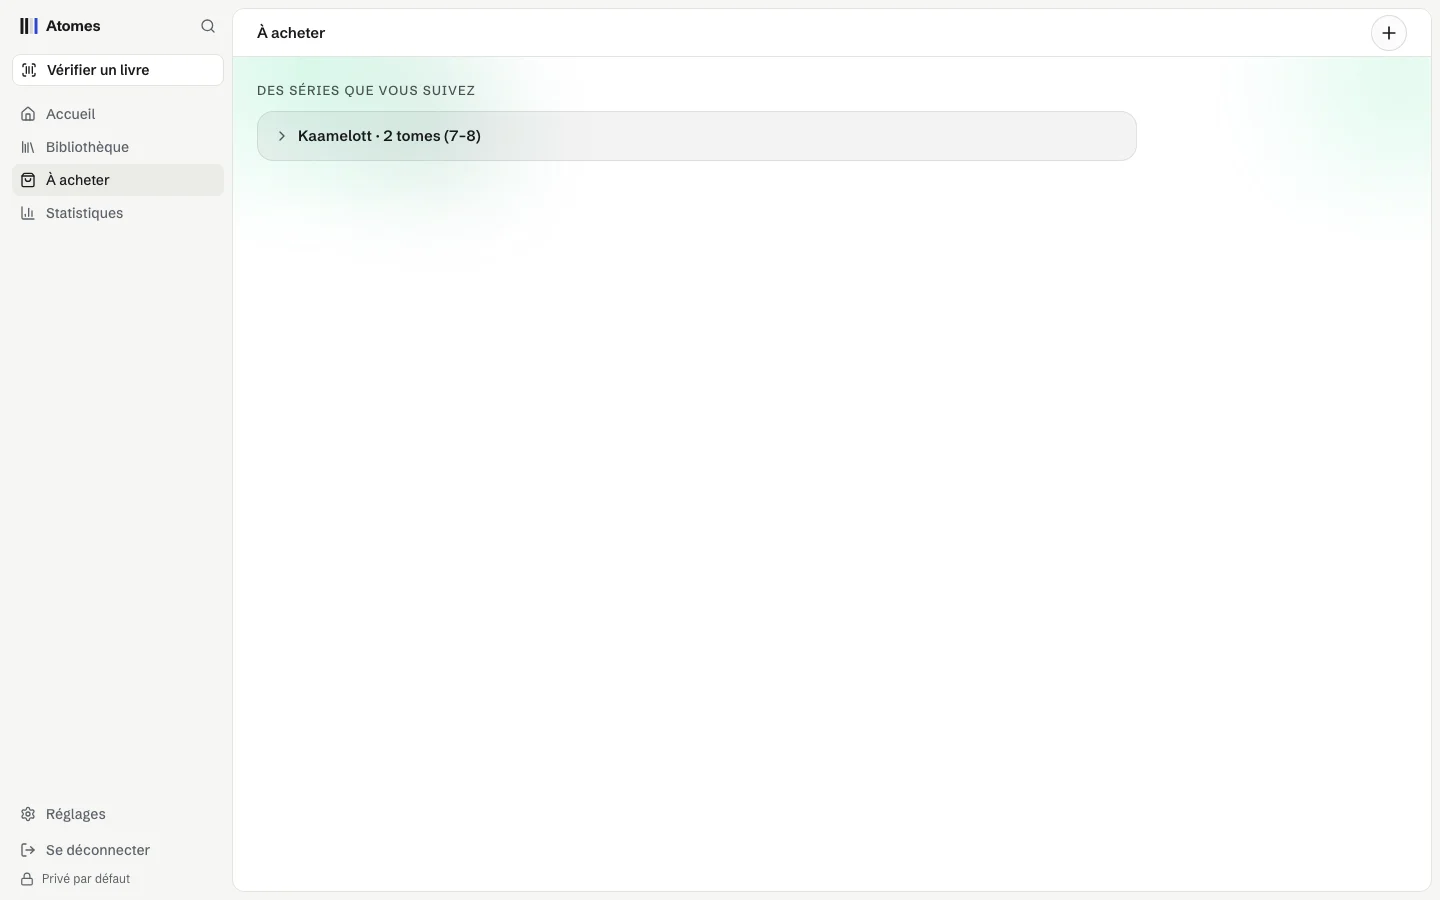 Atomes
Vérifier un livre
Accueil
Bibliothèque
À acheter
Statistiques
Réglages
Se déconnecter
Privé par défaut
À acheter
DES SÉRIES QUE VOUS SUIVEZ
Kaamelott · 2 tomes (7–8)